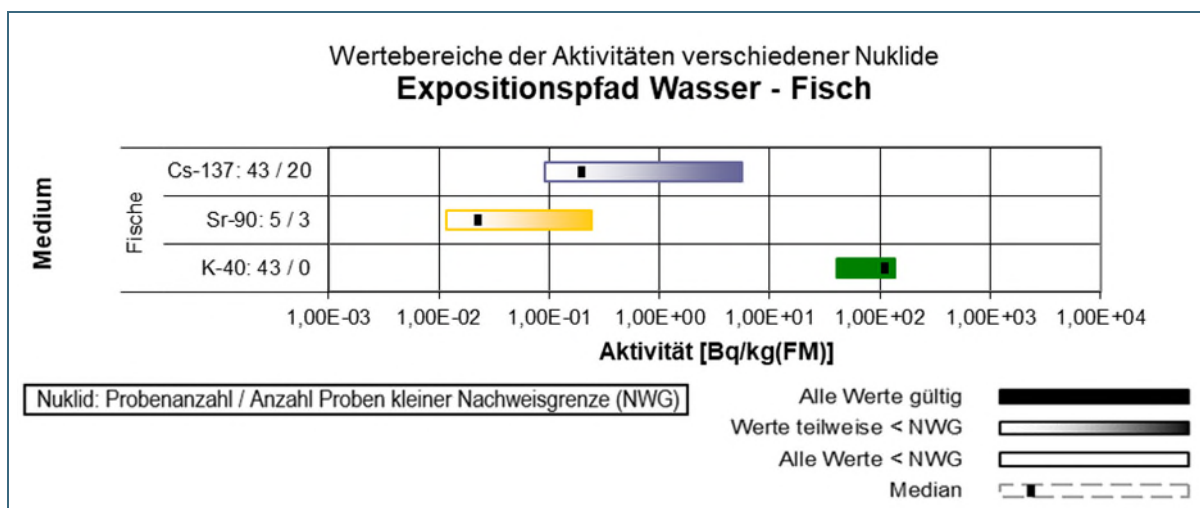 Wertebereiche der Aktivitäten verschiedener Nuklide
Expositionspfad Wasser - Fisch
Medium
Fische
Cs-137: 43 / 20
Sr-90: 5 / 3
K-40: 43 / 0
1,00E-03 1,00E-02 1,00E-01 1,00E+00 1,00E+01 1,00E+02 1,00E+03 1,00E+04
Aktivität [Bq/kg(FM)]
Nuklid: Probenanzahl / Anzahl Proben kleiner Nachweisgrenze (NWG)
Alle Werte gültig
Werte teilweise < NWG
Alle Werte < NWG
Median